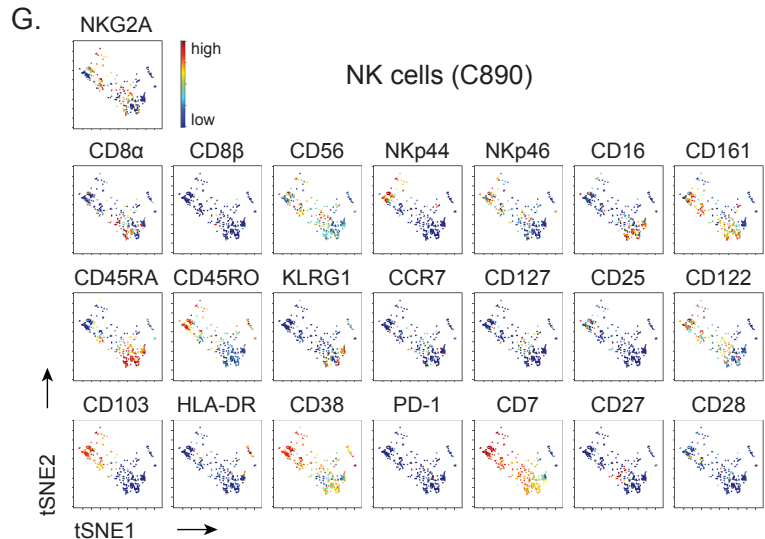 G.
NKG2A
high
low
NK cells (C890)
CD8α CD8β CD56 NKp44 NKp46 CD16 CD161
CD45RA CD45RO KLRG1 CCR7 CD127 CD25 CD122
CD103 HLA-DR CD38 PD-1 CD7 CD27 CD28
tSNE2
tSNE1